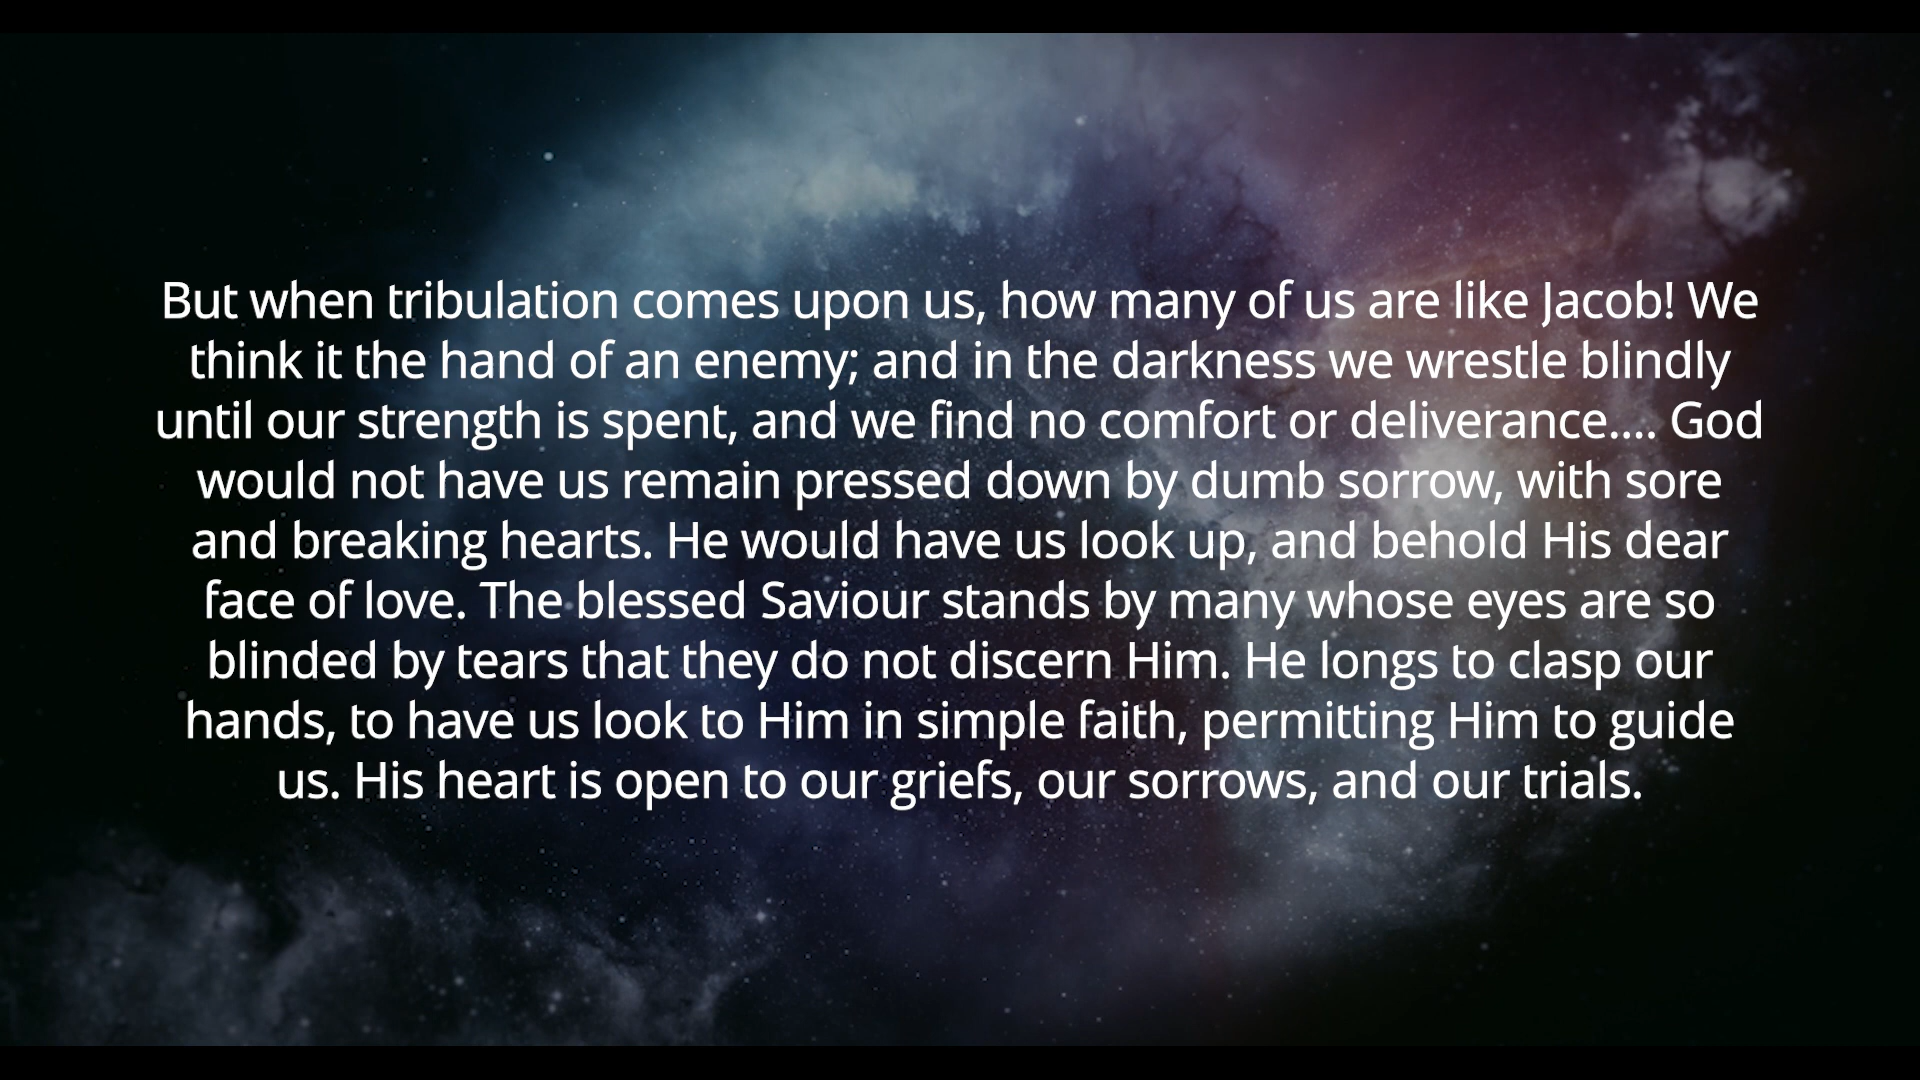 But when tribulation comes upon us, how many of us are like Jacob! We
think it the hand of an enemy; and in the darkness we wrestle blindly
until our strength is spent, and we find no comfort or deliverance.... God
would not have us remain pressed down by dumb sorrow, with sore
and breaking hearts. He would have us look up, and behold His dear
face of love. The blessed Saviour stands by many whose eyes are so
blinded by tears that they do not discern Him. He longs to clasp our
hands, to have us look to Him in simple faith, permitting Him to guide
us. His heart is open to our griefs, our sorrows, and our trials.